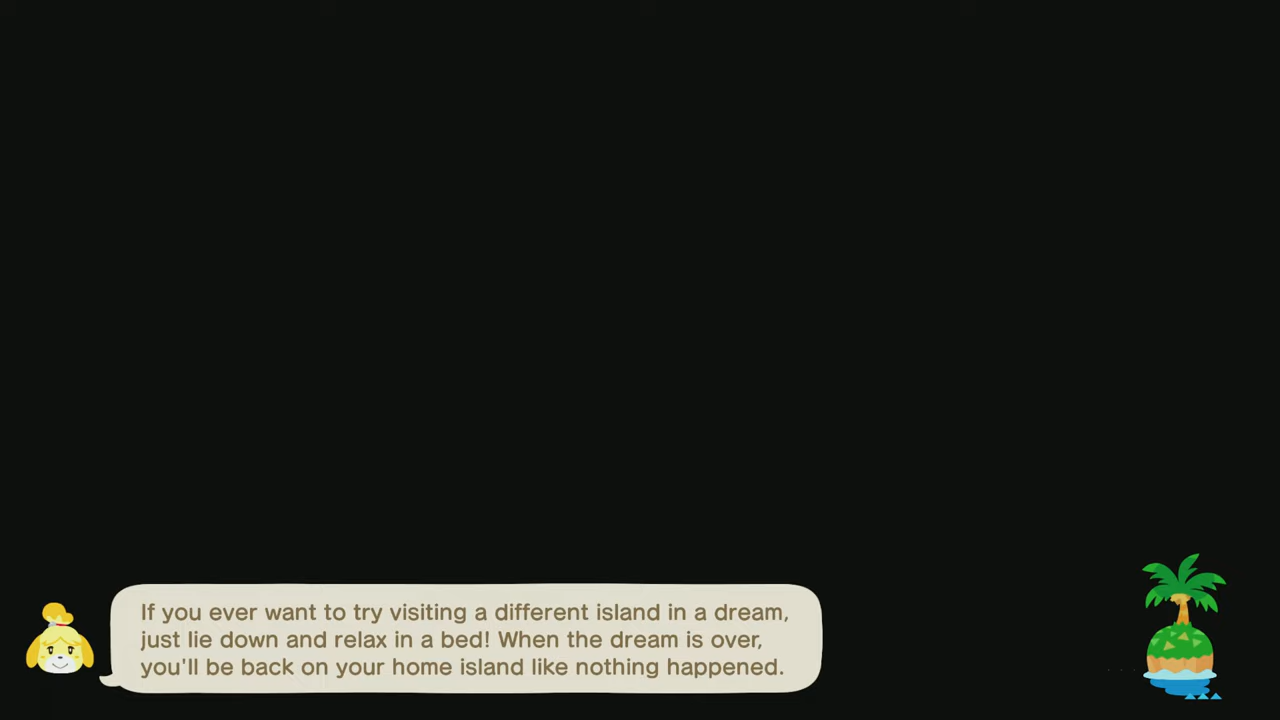 If you ever want to try visiting a different island in a dream,
just lie down and relax in a bed! When the dream is over,
you'll be back on your home island like nothing happened.